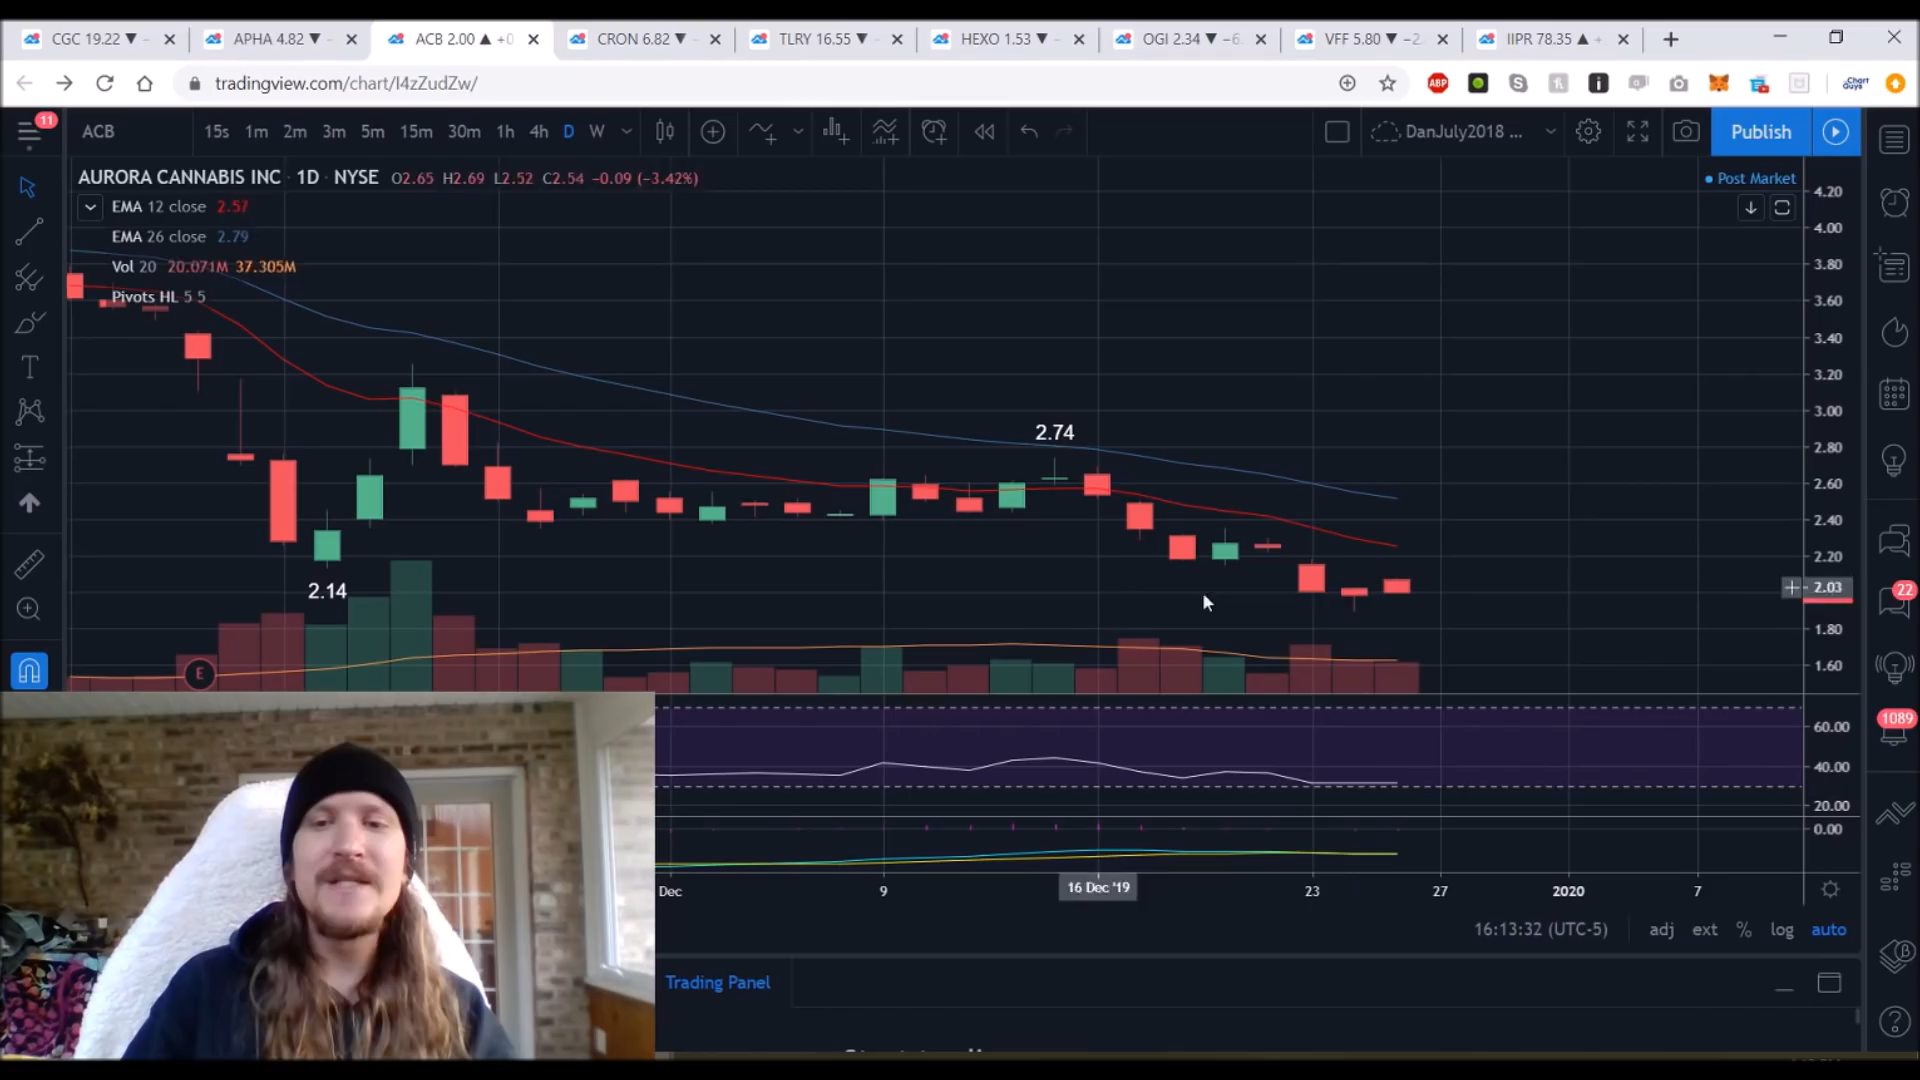 CGC 19.22 ▼ -
APHA 4.82 ▼ -
ACB 2.00 ▲ +0
CRON 6.82 ▼ -
TLRY 16.55 ▼ -
HEXO 1.53 ▼ -
OGI 2.34 ▼ -6
VFF 5.80 ▼ -2
IIPR 78.35 ▲ +
tradingview.com/chart/I4zZudZw/
ABP
11
ACB
15s 1m 2m 3m 5m 15m 30m 1h 4h D W
DanJuly2018 ...
Publish
AURORA CANNABIS INC 1D NYSE O2.65 H2.69 L2.52 C2.54 -0.09 (-3.42%)
• Post Market
EMA 12 close 2.57
EMA 26 close 2.79
Vol 20 20.071M 37.305M
Pivots HL 5 5
2.74
2.14
E
4.20
4.00
3.80
3.60
3.40
3.20
3.00
2.80
2.60
2.40
2.20
2.03
1.80
1.60
60.00
40.00
20.00
0.00
22
1089
Dec 9 16 Dec '19 23 27 2020 7
16:13:32 (UTC-5) adj ext % log auto
Trading Panel